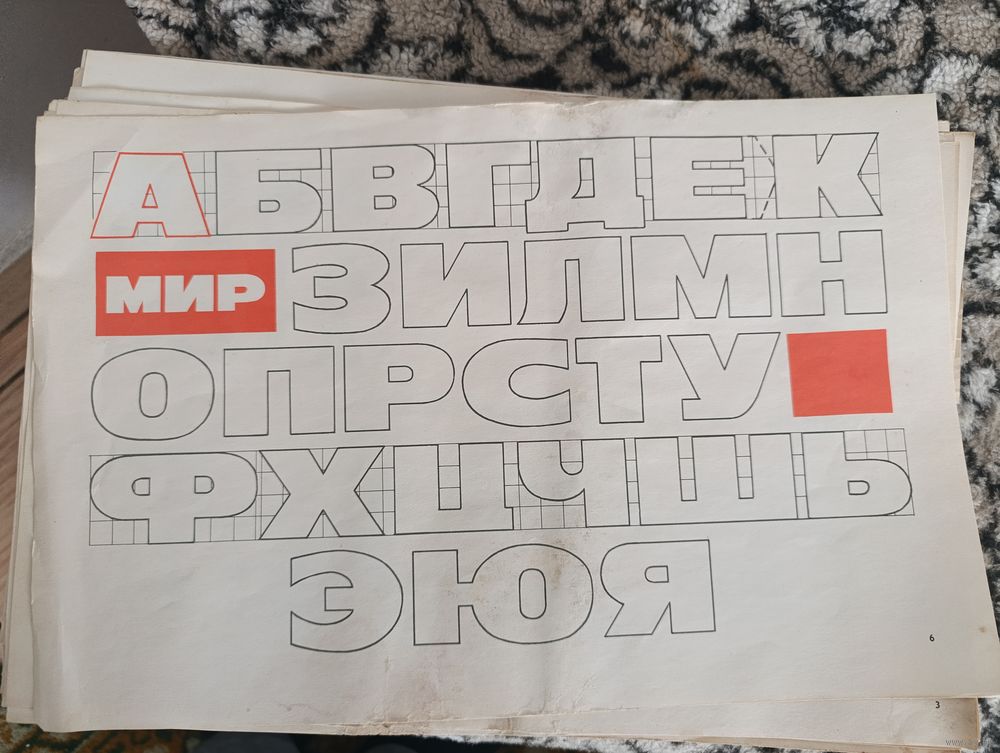 АБВГДЕК
МИР ЗИЛМН
ОПРСТУ
ФХЦЧШЬ
ЭЮЯ
6
3